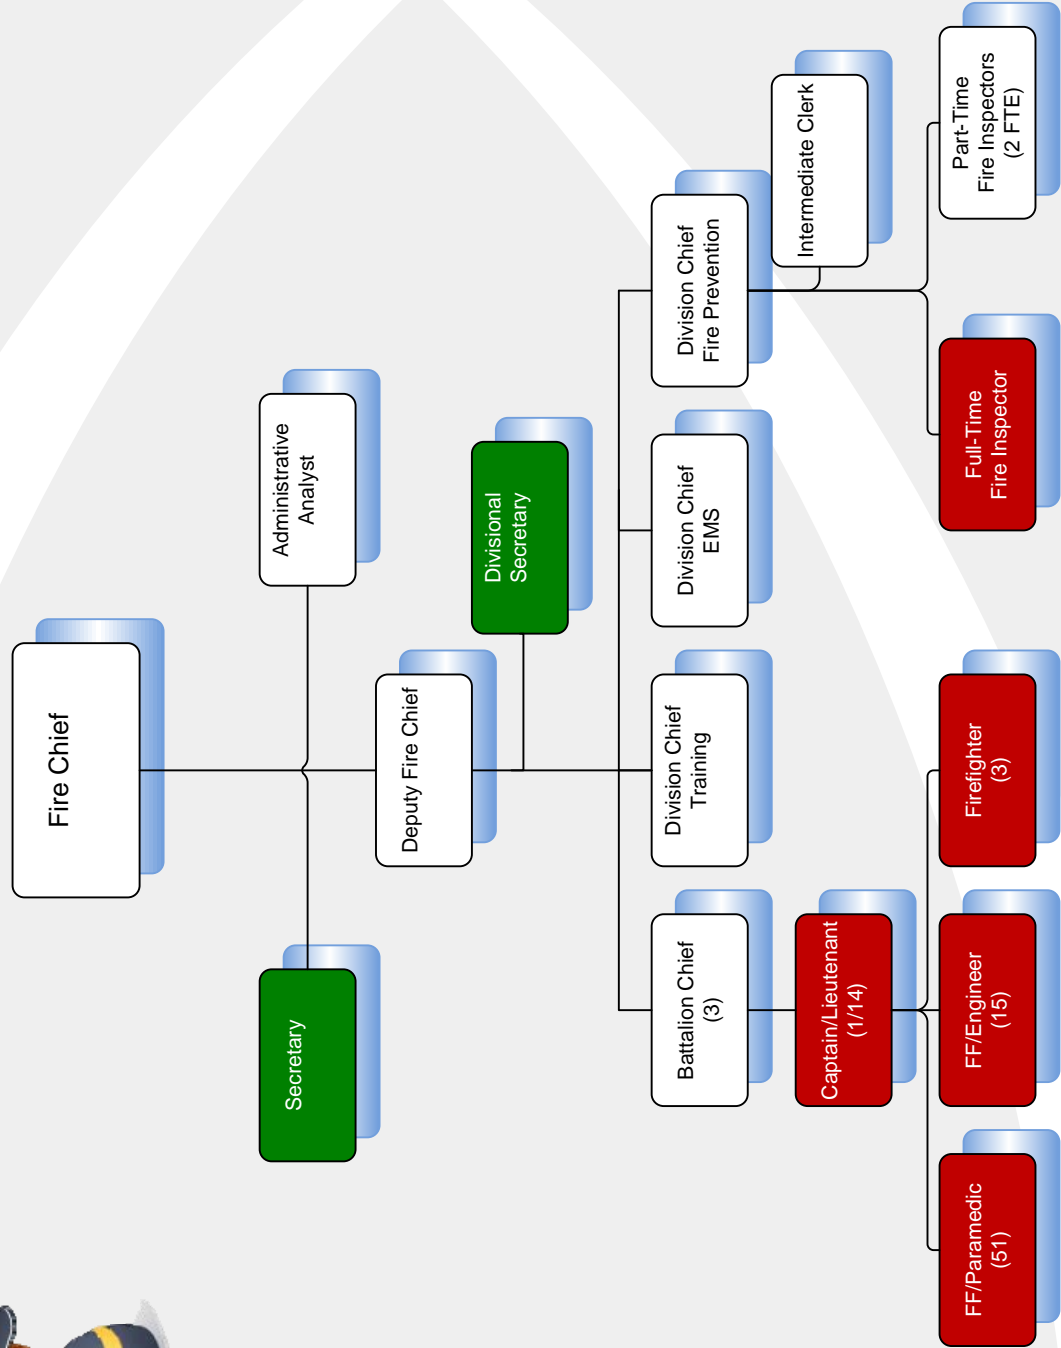 Fire Chief
Secretary
Administrative
Analyst
Deputy Fire Chief
Divisional
Secretary
Battalion Chief
(3)
Division Chief
Training
Division Chief
EMS
Division Chief
Fire Prevention
Intermediate Clerk
Captain/Lieutenant
(1/14)
FF/Paramedic
(51)
FF/Engineer
(15)
Firefighter
(3)
Full-Time
Fire Inspector
Part-Time
Fire Inspectors
(2 FTE)